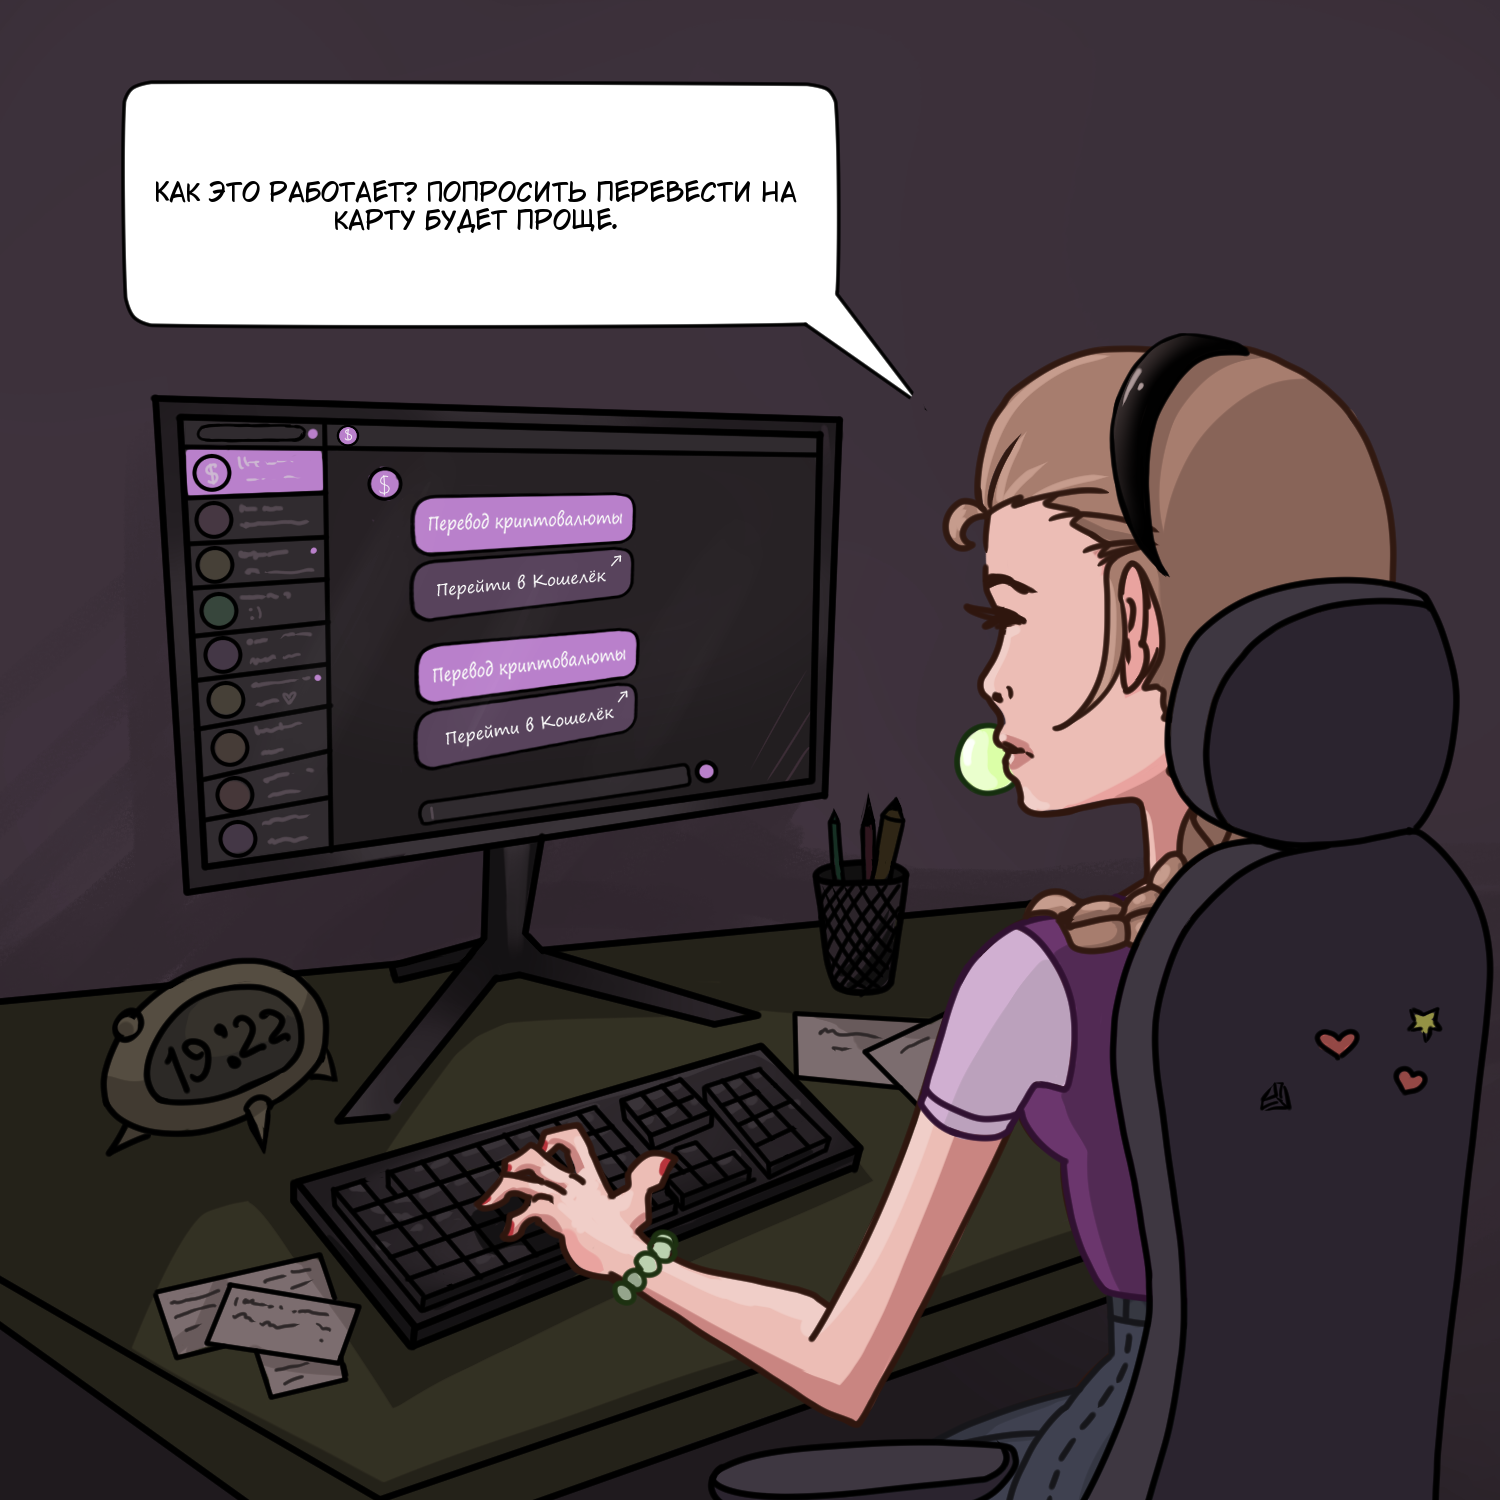 КАК ЭТО РАБОТАЕТ? ПОПРОСИТЬ ПЕРЕВЕСТИ НА
КАРТУ БУДЕТ ПРОЩЕ.
$
$
$
Перевод криптовалюты
Перейти в Кошелёк
:)
Перевод криптовалюты
Перейти в Кошелёк
19:22